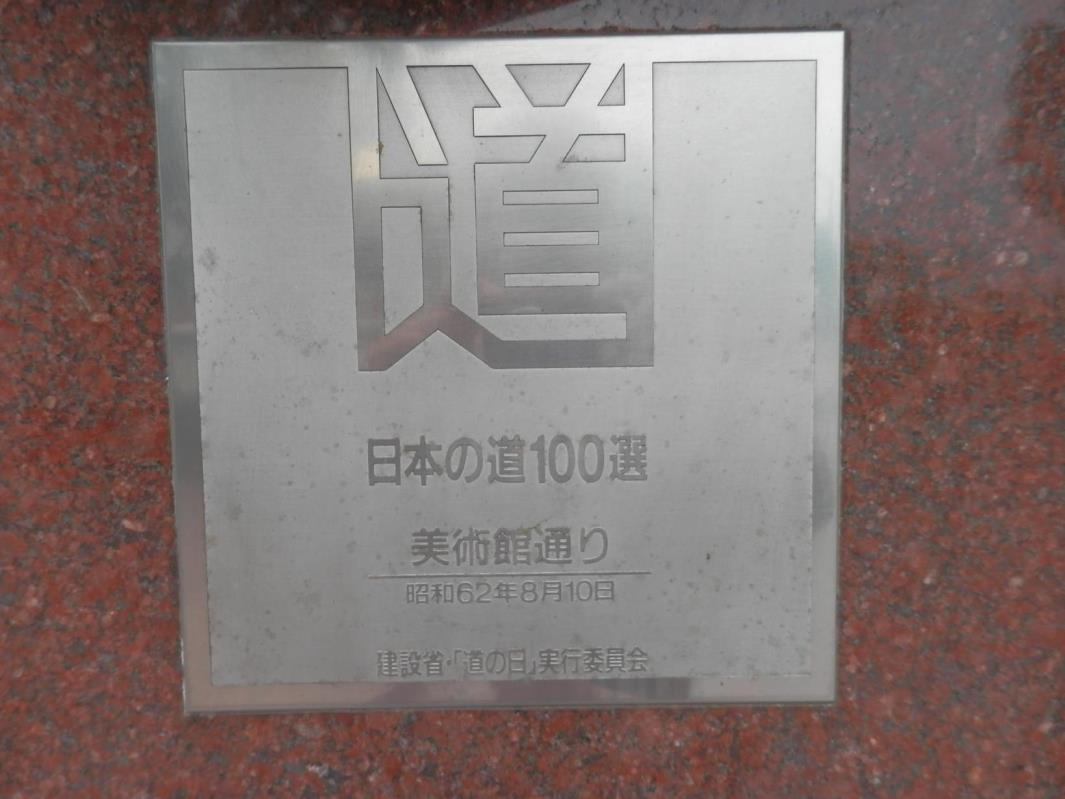 道
日本の道100選
美術館通り
昭和62年8月10日
建設省・「道の日」実行委員会